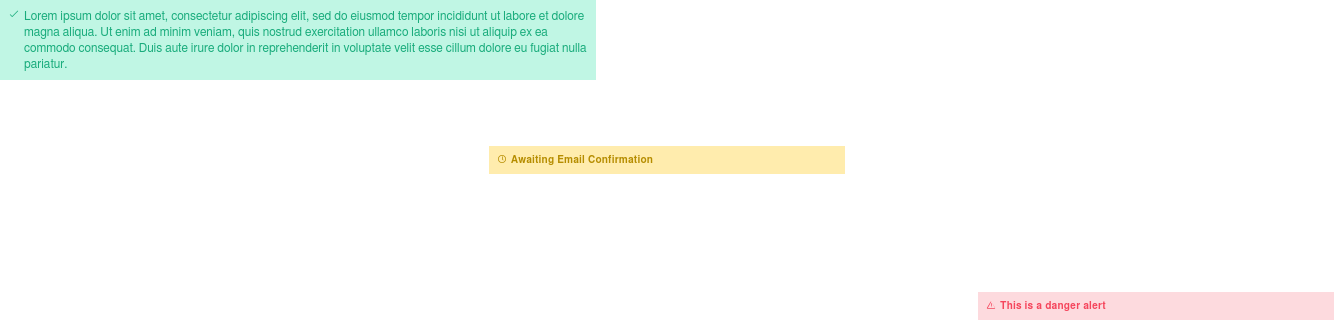 Lorem ipsum dolor sit amet, consectetur adipiscing elit, sed do eiusmod tempor incididunt ut labore et dolore
magna aliqua. Ut enim ad minim veniam, quis nostrud exercitation ullamco laboris nisi ut aliquip ex ea
commodo consequat. Duis aute irure dolor in reprehenderit in voluptate velit esse cillum dolore eu fugiat nulla
pariatur.
Awaiting Email Confirmation
This is a danger alert